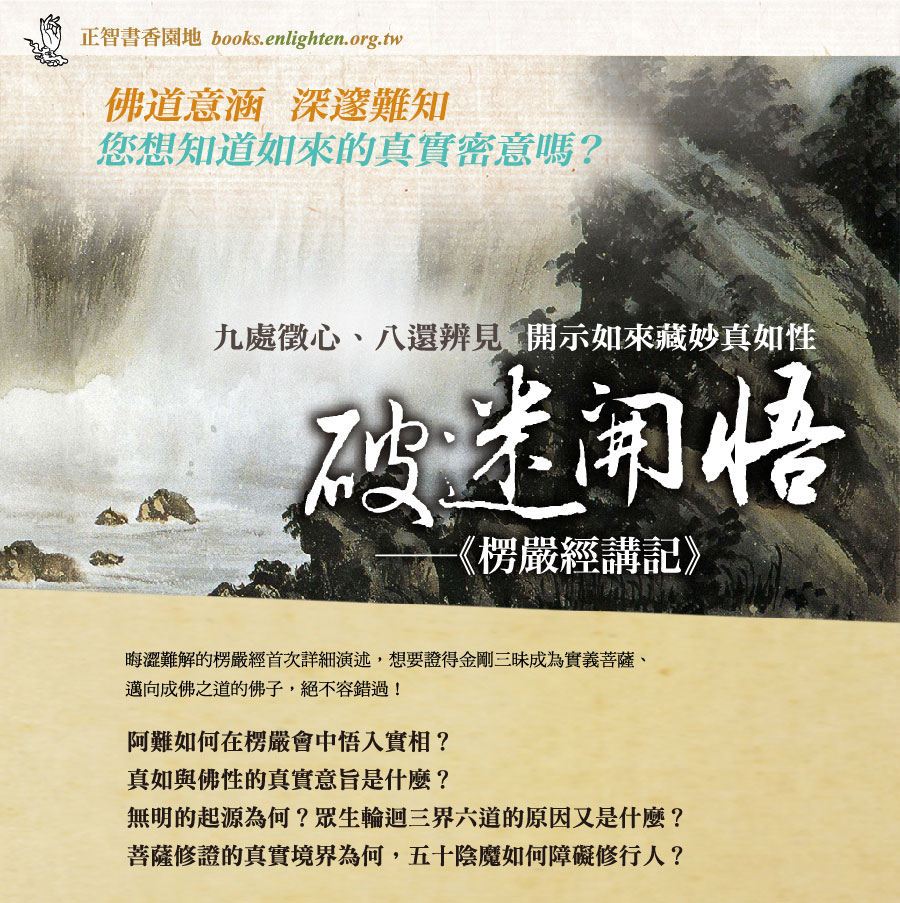 正智書香園地 books.enlighten.org.tw
佛道意涵 深邃難知
您想知道如來的真實密意嗎？
九處徵心、八還辨見 開示如來藏妙真如性
破迷開悟
——《楞嚴經講記》
晦澀難解的楞嚴經首次詳細演述，想要證得金剛三昧成為實義菩薩、
邁向成佛之道的佛子，絕不容錯過！
阿難如何在楞嚴會中悟入實相？
真如與佛性的真實意旨是什麼？
無明的起源為何？眾生輪迴三界六道的原因又是什麼？
菩薩修證的真實境界為何，五十陰魔如何障礙修行人？